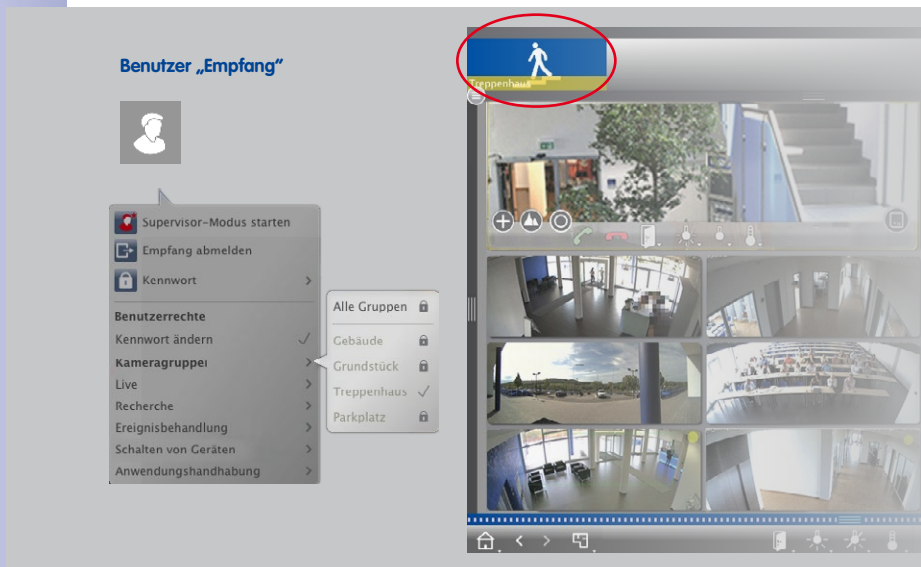 Benutzer „Empfang“
Supervisor-Modus starten
Empfang abmelden
Kennwort
Benutzerrechte
Kennwort ändern
Kameragruppen
Live
Recherche
Ereignisbehandlung
Schalten von Geräten
Anwendungshandhabung
Alle Gruppen
Gebäude
Grundstück
Treppenhaus
Parkplatz
Treppenhaus